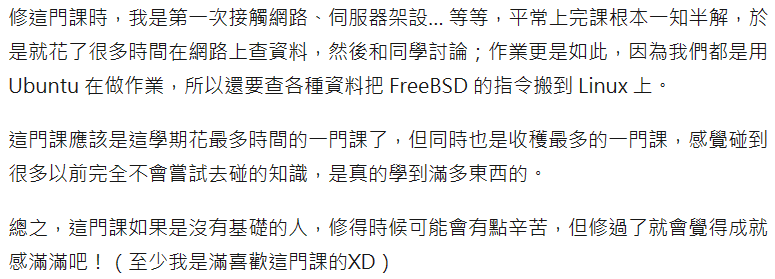 修這門課時，我是第一次接觸網路、伺服器架設... 等等，平常上完課根本一知半解，於
是就花了很多時間在網路上查資料，然後和同學討論；作業更是如此，因為我們都是用
Ubuntu 在做作業，所以還要查各種資料把 FreeBSD 的指令搬到 Linux 上。
這門課應該是這學期花最多時間的一門課了，但同時也是收穫最多的一門課，感覺碰到
很多以前完全不會嘗試去碰的知識，是真的學到滿多東西的。
總之，這門課如果是沒有基礎的人，修得時候可能會有點辛苦，但修過了就會覺得成就
感滿滿吧！（至少我是滿喜歡這門課的XD）